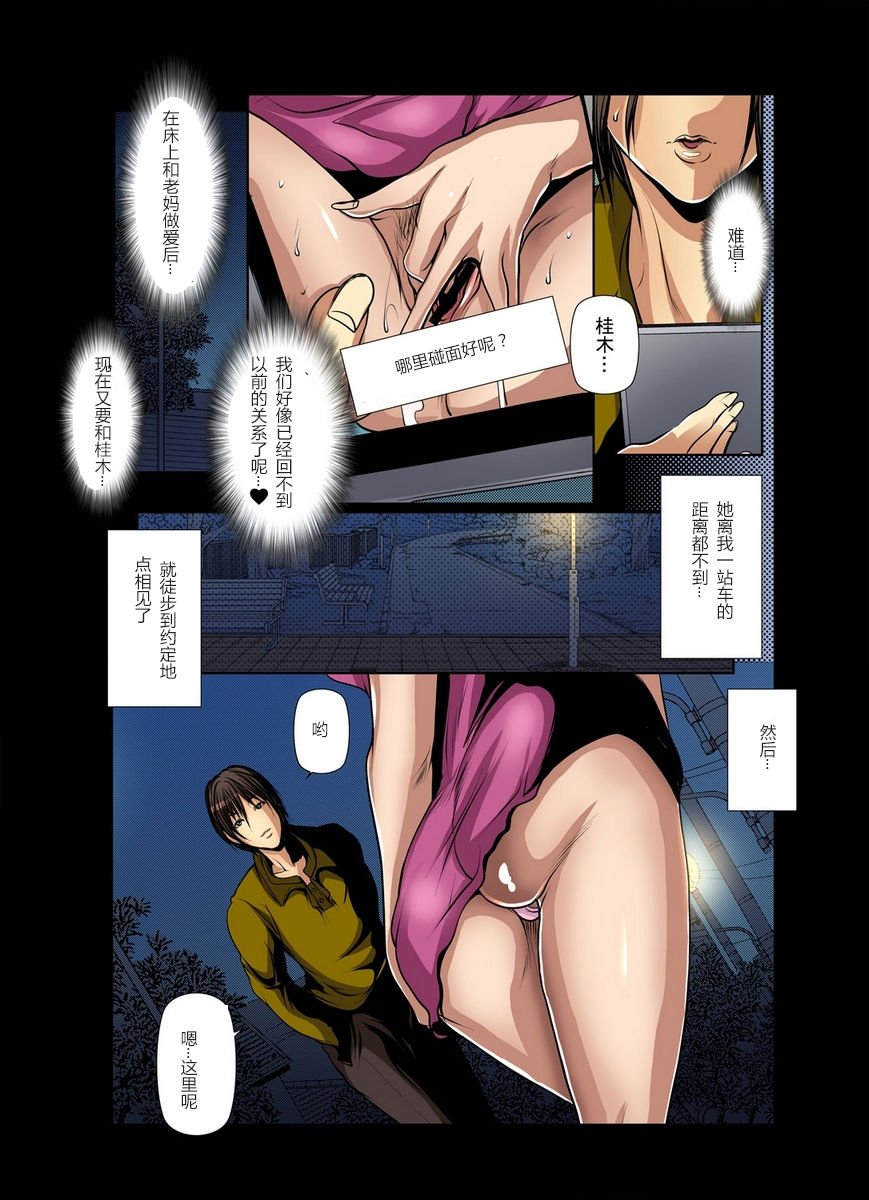 难道…
桂木…
哪里碰面好呢？
我们好像已经回不到
以前的关系了呢…♥
在床上和老妈做爱后…
现在又要和桂木…
她离我一站车的
距离都不到…
就徒步到约定地
点相见了
然后…
哟
嗯…这里呢